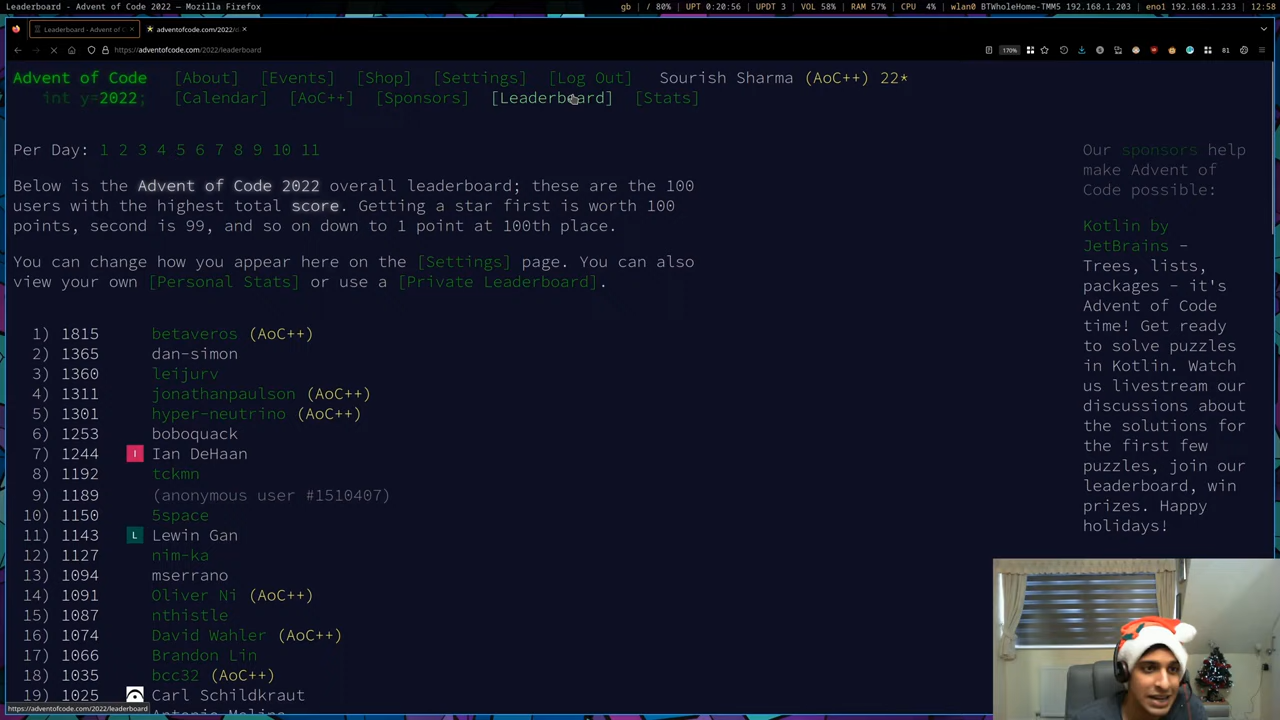 Leaderboard - Advent of Code 2022 — Mozilla Firefox
gb | / 80% | UPT 0:20:56 | UPDT 3 | VOL 58% | RAM 57% | CPU 4% | wlan0 BTWholeHome-TMM5 192.168.1.203 | eno1 192.168.1.233 | 12:58
Leaderboard - Advent of C
adventofcode.com/2022/
https://adventofcode.com/2022/leaderboard
170%
81
Advent of Code [About] [Events] [Shop] [Settings] [Log Out] Sourish Sharma (AoC++) 22*
int y=2022; [Calendar] [AoC++] [Sponsors] [Leaderboard] [Stats]
Per Day: 1 2 3 4 5 6 7 8 9 10 11
Below is the Advent of Code 2022 overall leaderboard; these are the 100
users with the highest total score. Getting a star first is worth 100
points, second is 99, and so on down to 1 point at 100th place.
You can change how you appear here on the [Settings] page. You can also
view your own [Personal Stats] or use a [Private Leaderboard].
1) 1815 betaveros (AoC++)
2) 1365 dan-simon
3) 1360 leijurv
4) 1311 jonathanpaulson (AoC++)
5) 1301 hyper-neutrino (AoC++)
6) 1253 boboquack
7) 1244 I Ian DeHaan
8) 1192 tckmn
9) 1189 (anonymous user #1510407)
10) 1150 5space
11) 1143 L Lewin Gan
12) 1127 nim-ka
13) 1094 mserrano
14) 1091 Oliver Ni (AoC++)
15) 1087 nthistle
16) 1074 David Wahler (AoC++)
17) 1066 Brandon Lin
18) 1035 bcc32 (AoC++)
19) 1025 Carl Schildkraut
Our sponsors help
make Advent of
Code possible:
Kotlin by
JetBrains -
Trees, lists,
packages - it's
Advent of Code
time! Get ready
to solve puzzles
in Kotlin. Watch
us livestream our
discussions about
the solutions for
the first few
puzzles, join our
leaderboard, win
prizes. Happy
holidays!
https://adventofcode.com/2022/leaderboard